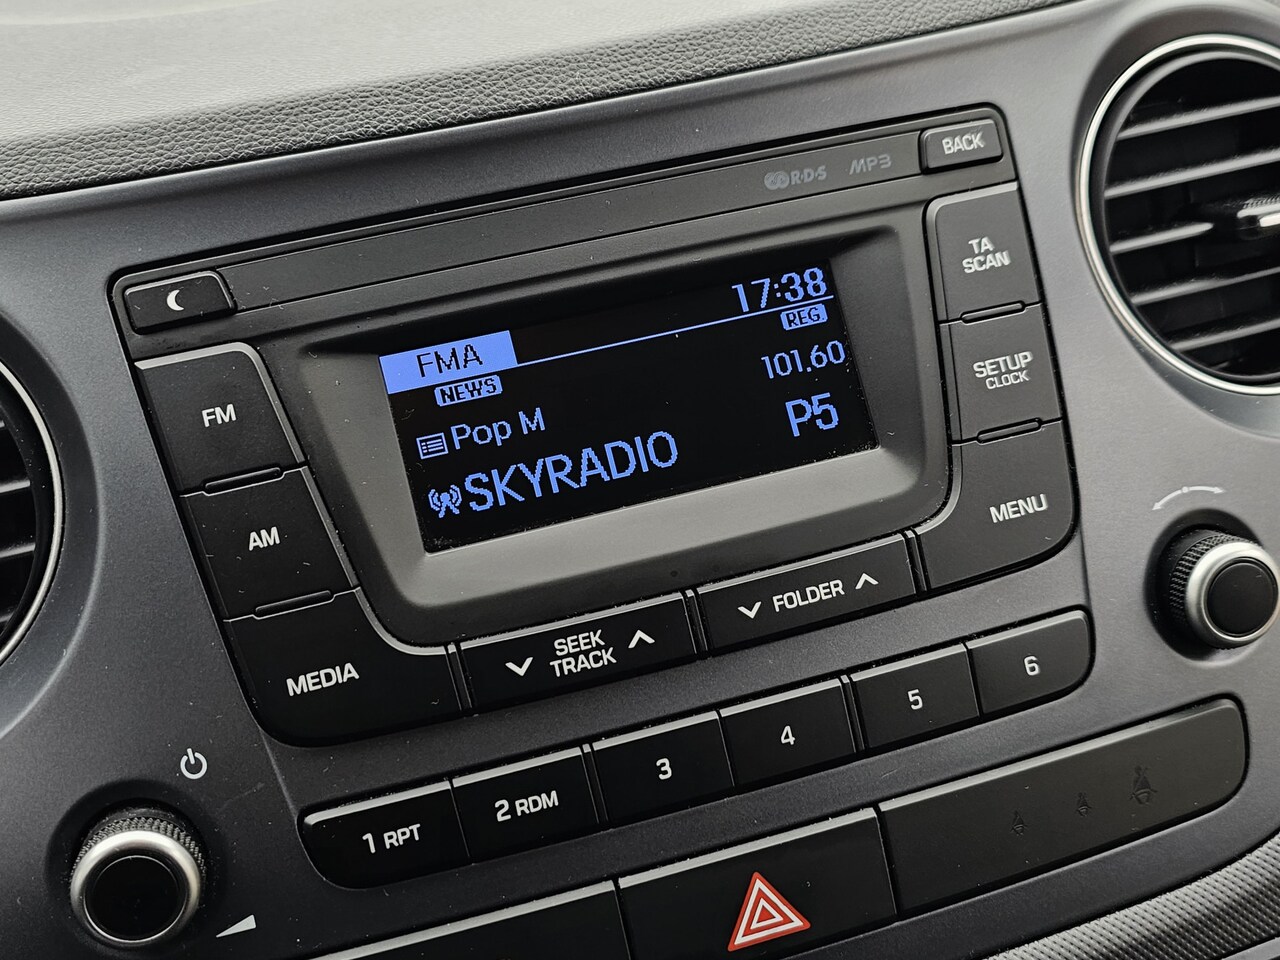 BACK
R·D·S MP3
TA
SCAN
17:38
REG.
FMA
NEWS
101.60
Pop M
P5
SKYRADIO
SETUP
CLOCK
FM
AM
MENU
MEDIA
SEEK
TRACK
FOLDER
1 RPT
2 RDM
3
4
5
6